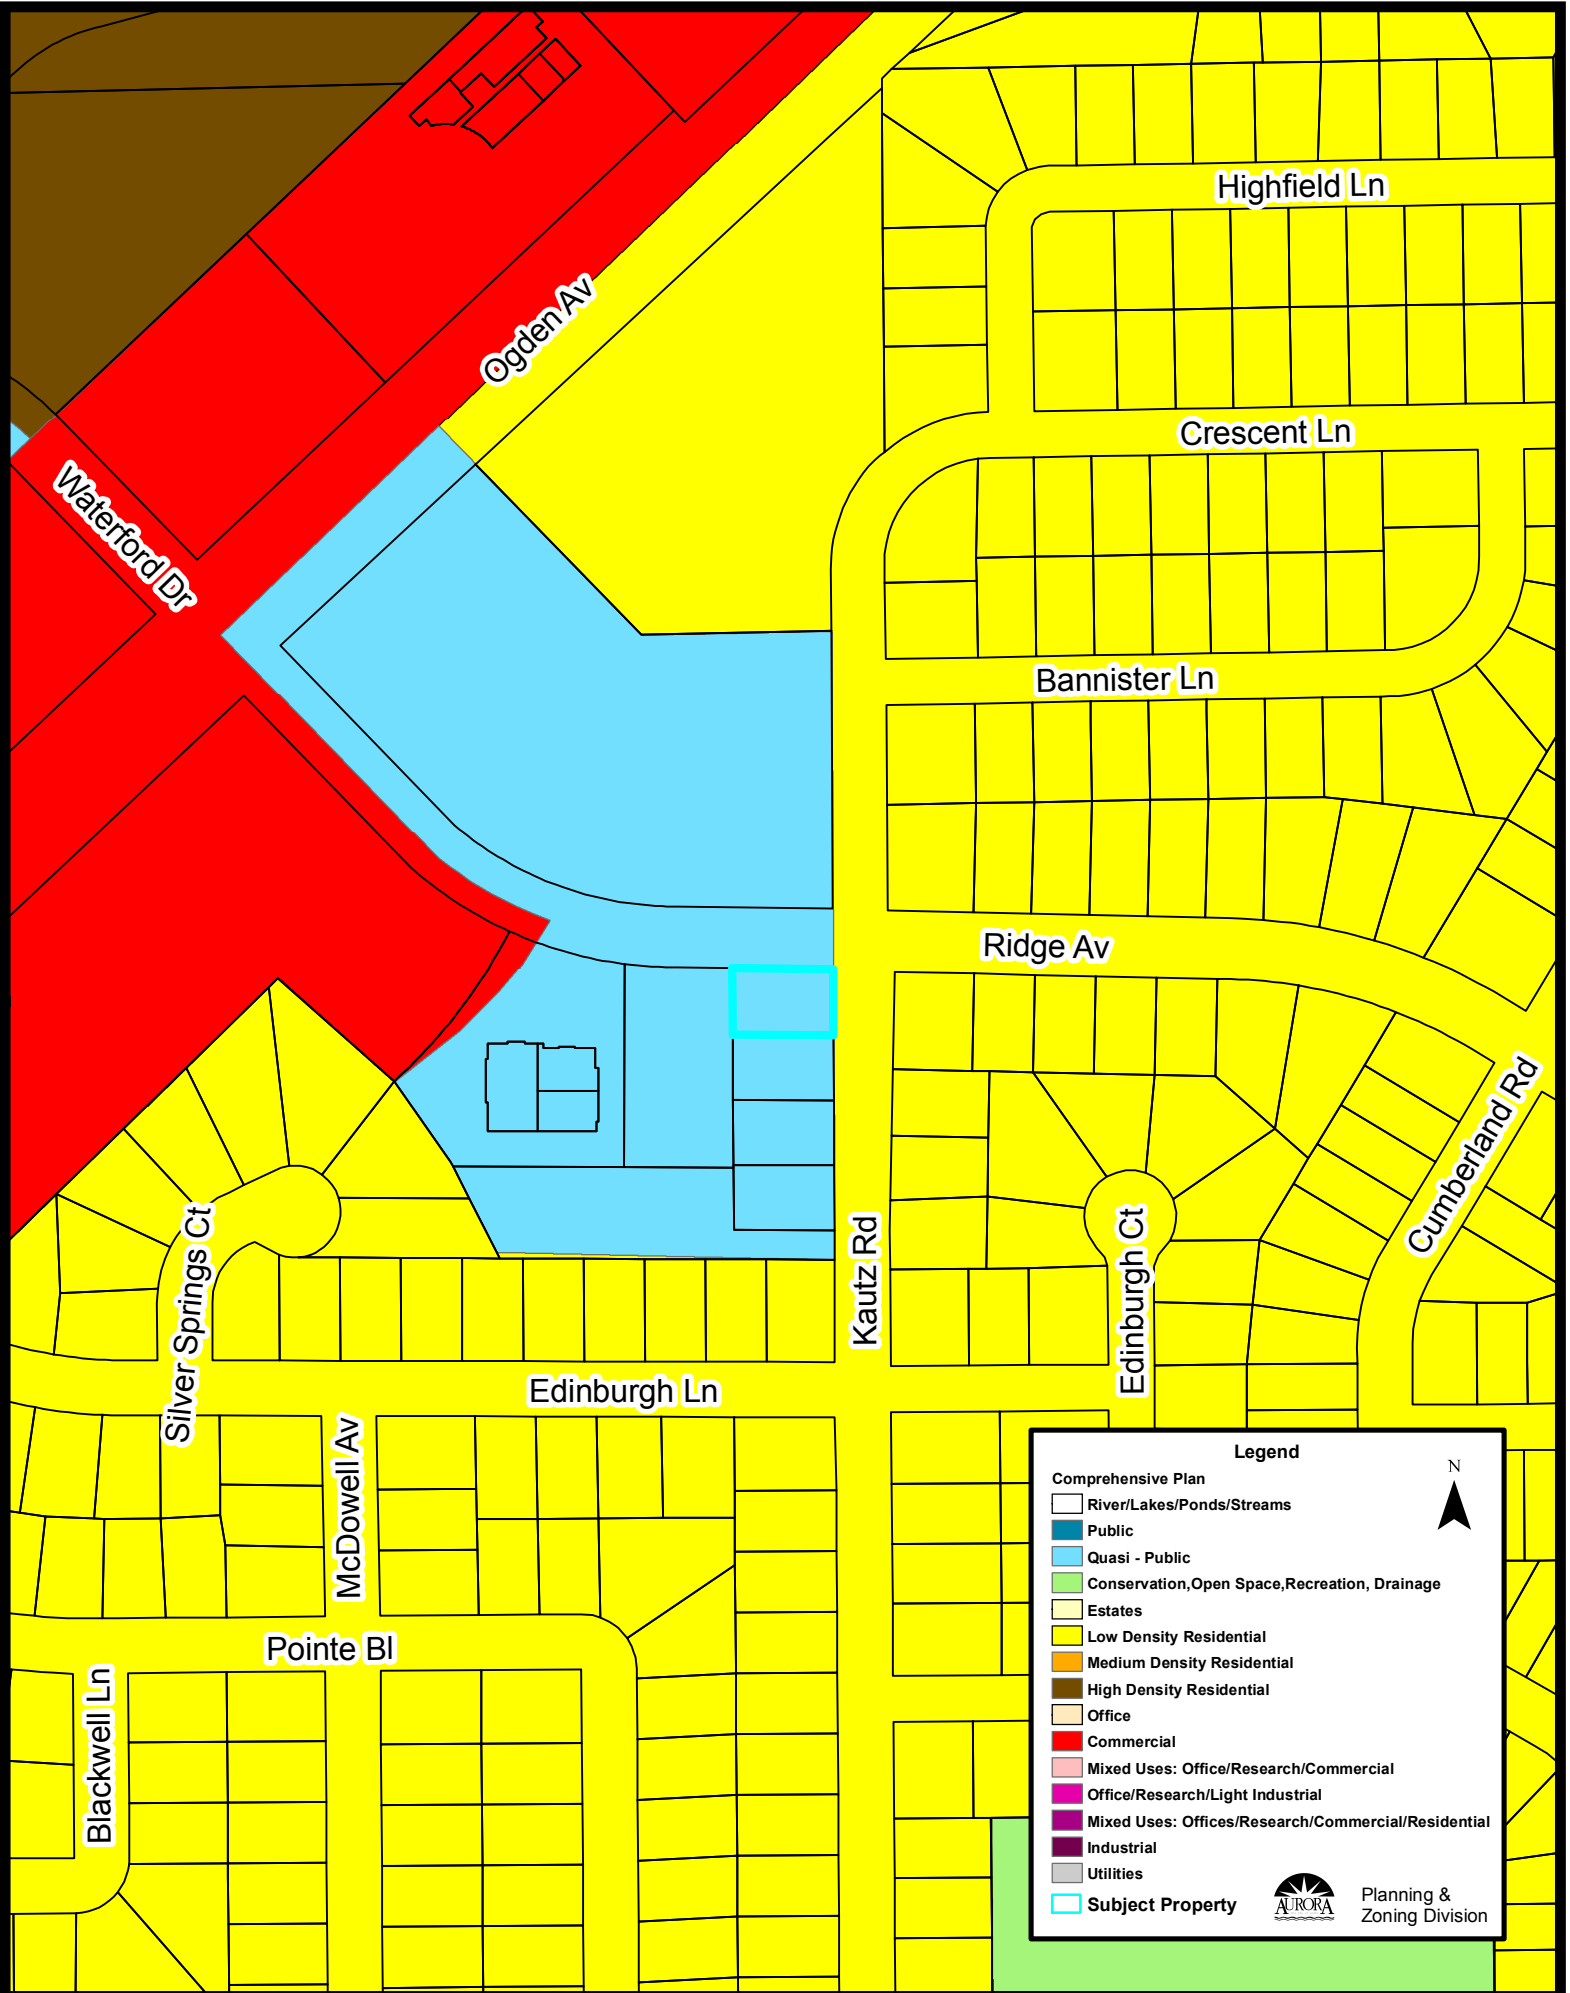 Highfield Ln
Ogden Av
Crescent Ln
Waterford Dr
Bannister Ln
Ridge Av
Cumberland Rd
Silver Springs Ct
Kautz Rd
Edinburgh Ct
Edinburgh Ln
McDowell Av
Pointe Bl
Blackwell Ln
Legend
N
Comprehensive Plan
River/Lakes/Ponds/Streams
Public
Quasi - Public
Conservation,Open Space,Recreation, Drainage
Estates
Low Density Residential
Medium Density Residential
High Density Residential
Office
Commercial
Mixed Uses: Office/Research/Commercial
Office/Research/Light Industrial
Mixed Uses: Offices/Research/Commercial/Residential
Industrial
Utilities
Subject Property
AURORA
Planning &
Zoning Division